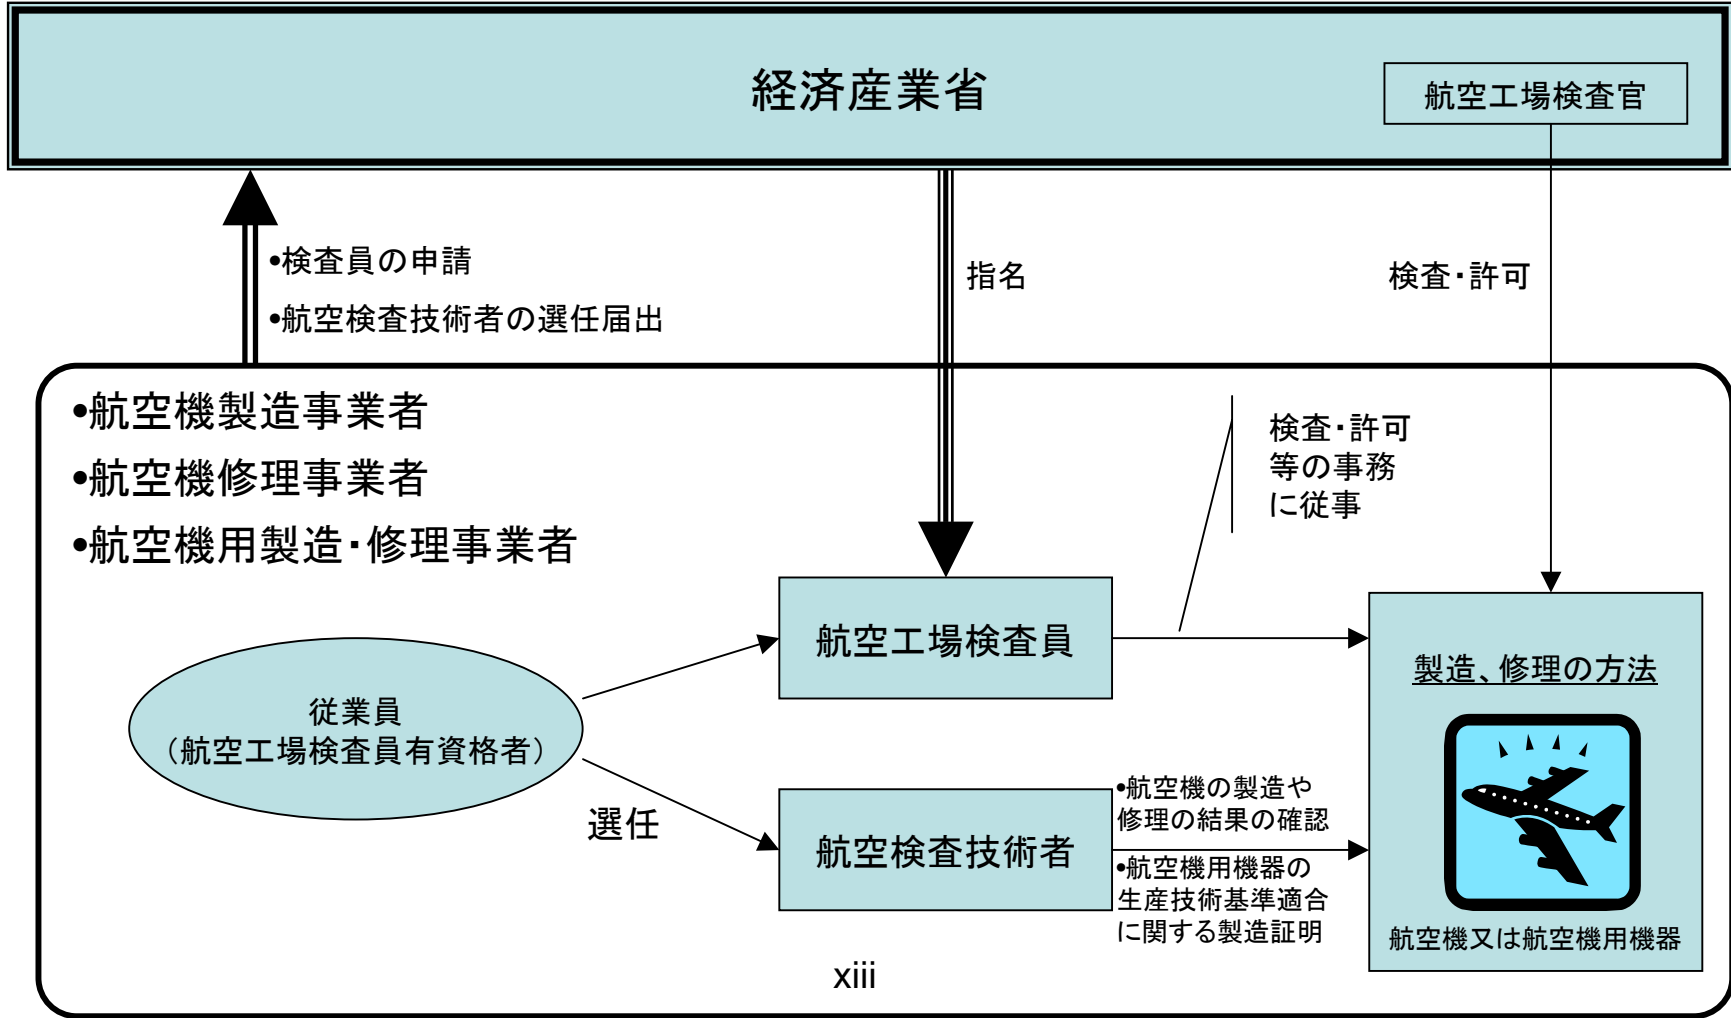 経済産業省
航空工場検査官
•検査員の申請
•航空検査技術者の選任届出
指名
検査・許可
•航空機製造事業者
•航空機修理事業者
•航空機用製造・修理事業者
検査・許可
等の事務
に従事
航空工場検査員
従業員
（航空工場検査員有資格者）
選任
航空検査技術者
•航空機の製造や
修理の結果の確認
•航空機用機器の
生産技術基準適合
に関する製造証明
製造、修理の方法
航空機又は航空機用機器
xiii